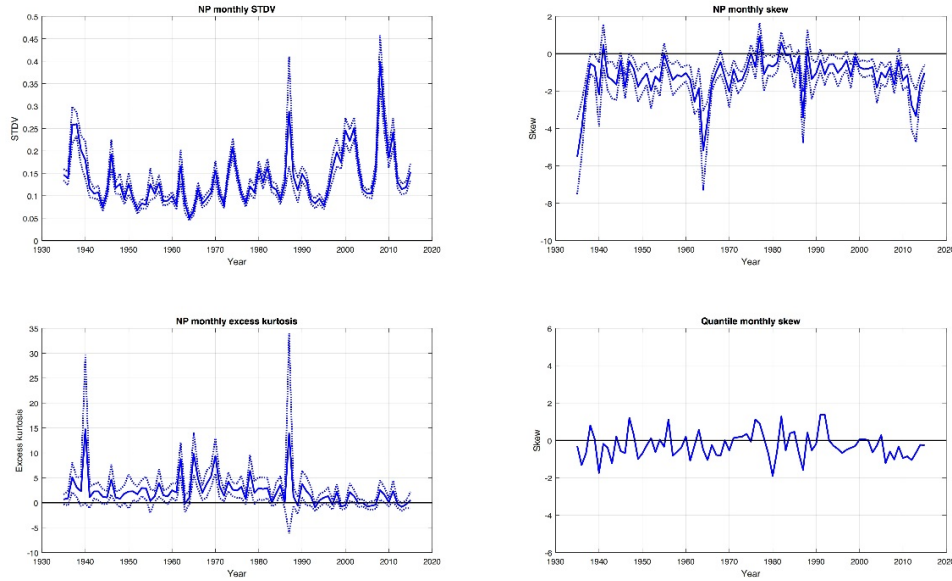 NP monthly STDV
0.5
0.45
0.4
0.35
0.3
0.25
0.2
0.15
0.1
0.05
0
STDV
1930 1940 1950 1960 1970 1980 1990 2000 2010 2020
Year
NP monthly skew
2
0
-2
-4
-6
-8
-10
Skew
1930 1940 1950 1960 1970 1980 1990 2000 2010 2020
Year
NP monthly excess kurtosis
35
30
25
20
15
10
5
0
-5
-10
Excess kurtosis
1930 1940 1950 1960 1970 1980 1990 2000 2010 2020
Year
Quantile monthly skew
6
4
2
0
-2
-4
-6
Skew
1930 1940 1950 1960 1970 1980 1990 2000 2010 2020
Year